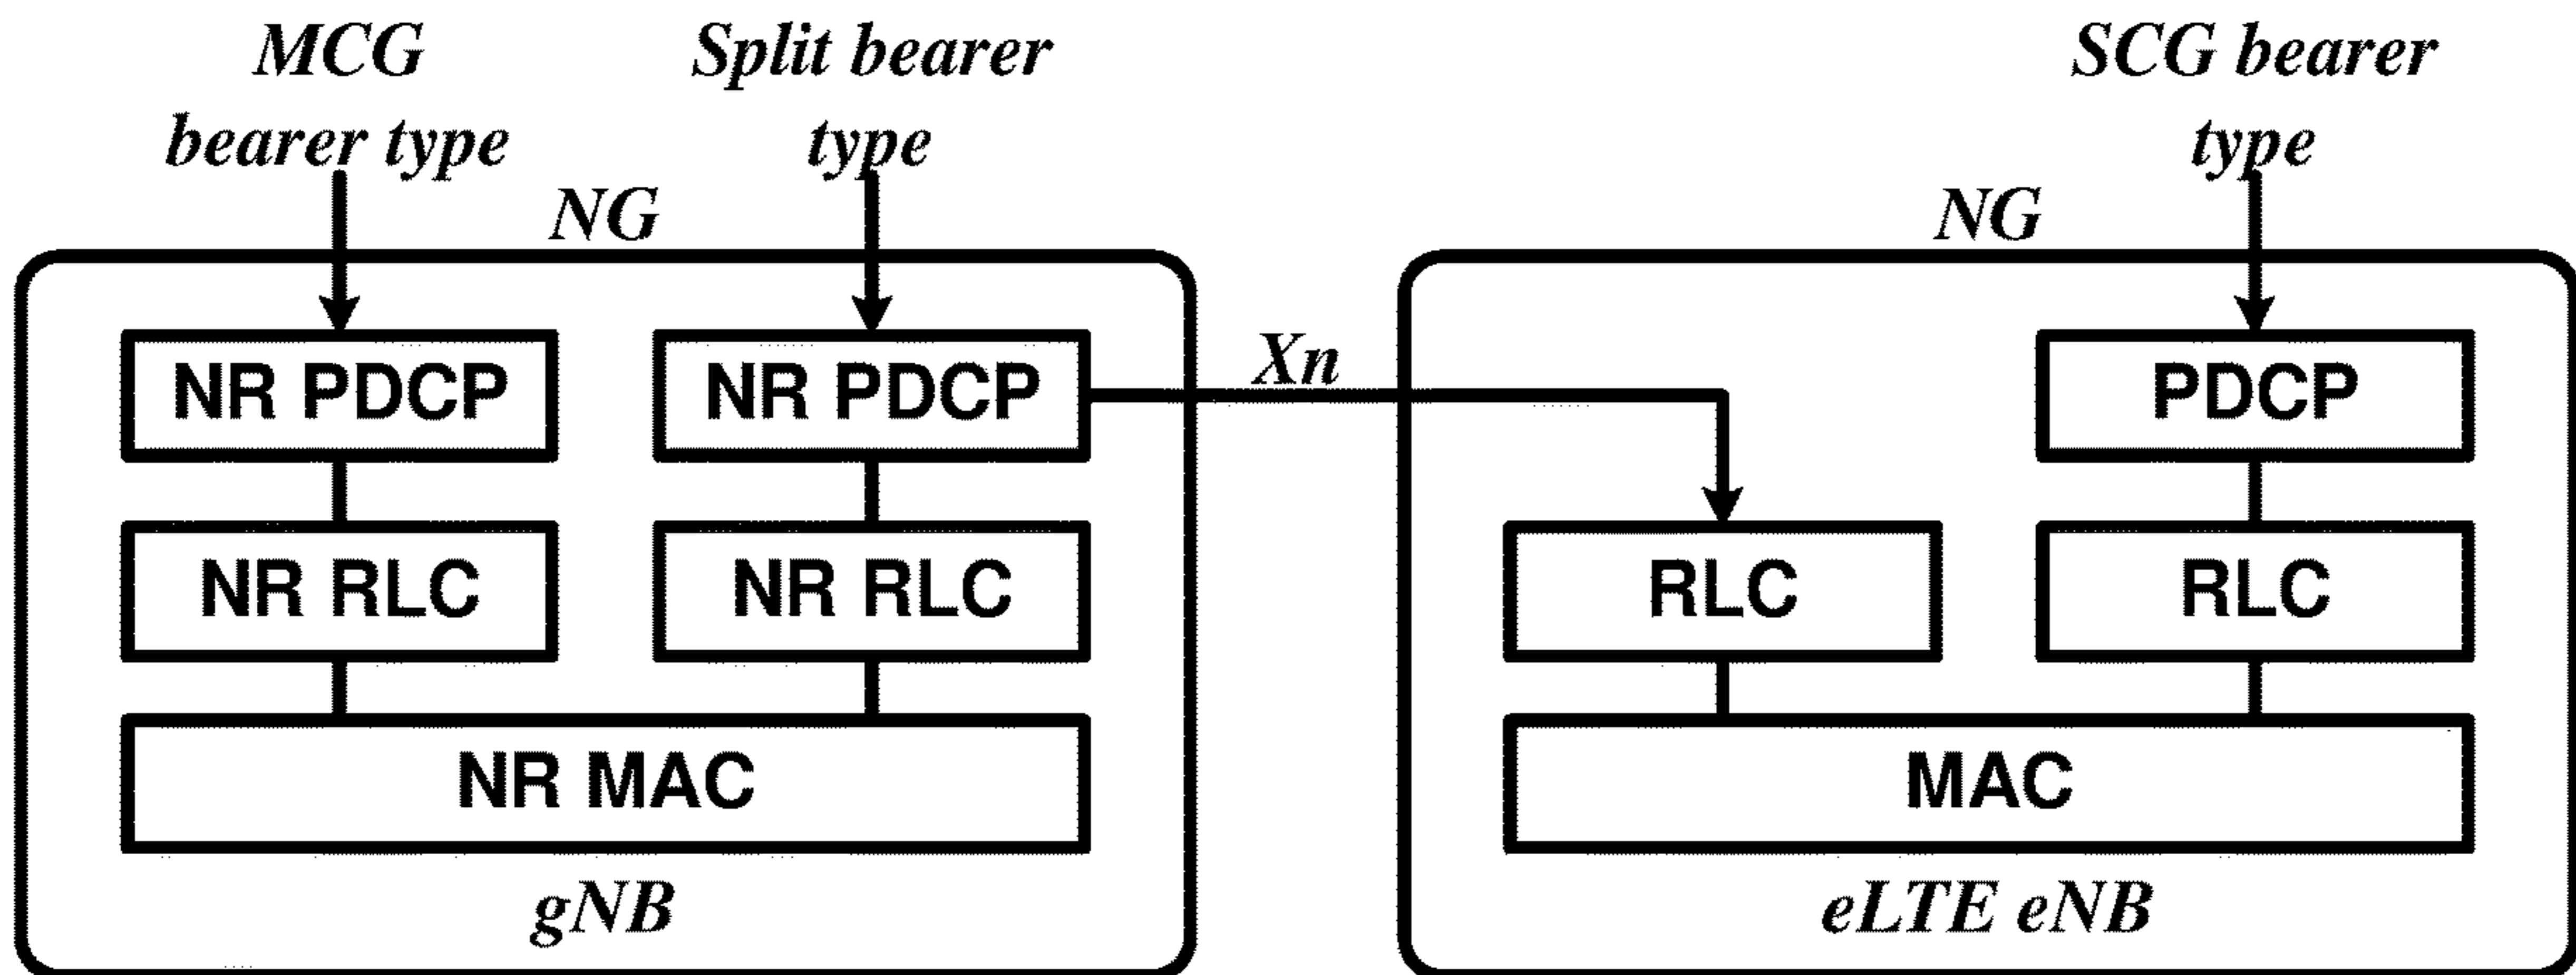 MCG
bearer type
Split bearer
type
SCG bearer
type
NG
NG
NR PDCP
NR PDCP
Xn
PDCP
NR RLC
NR RLC
RLC
RLC
NR MAC
MAC
gNB
eLTE eNB